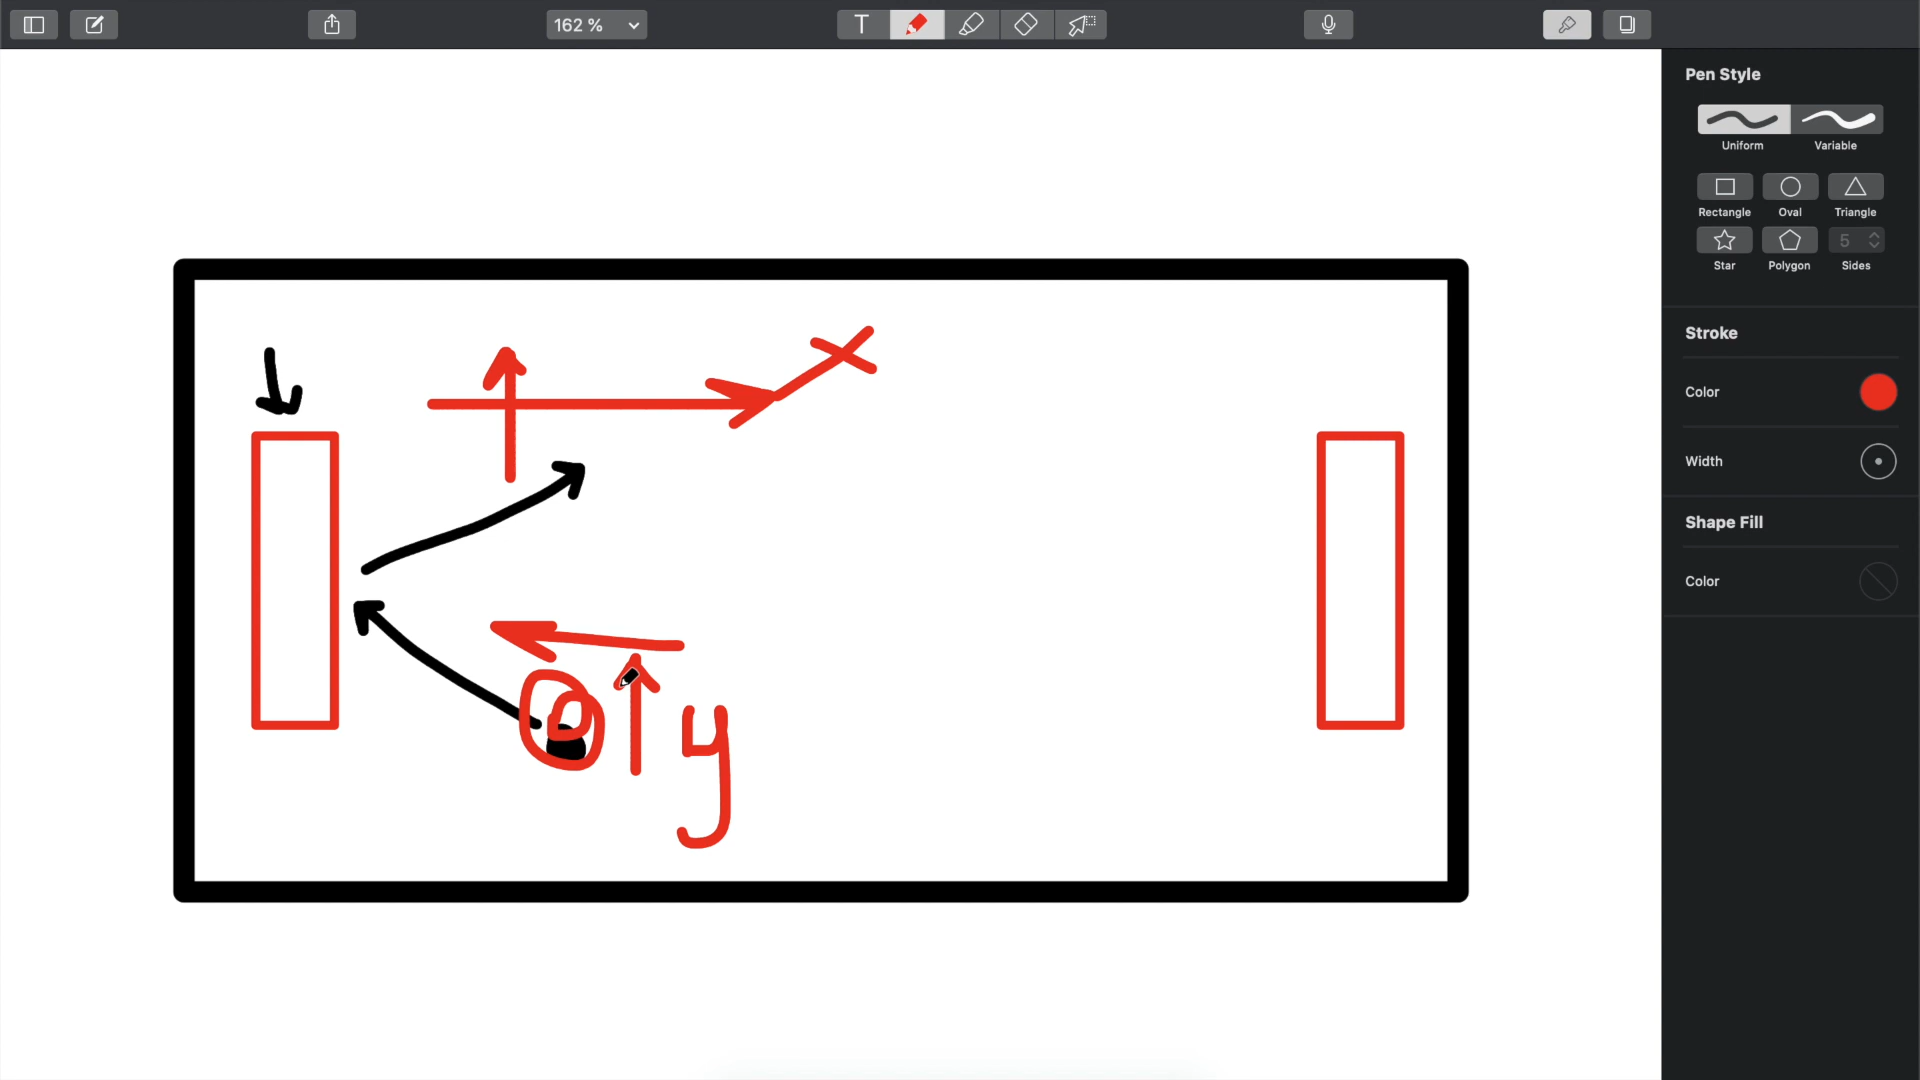 162 %
T
Pen Style
Uniform Variable
Rectangle Oval Triangle
5
Star Polygon Sides
Stroke
Color
Width
Shape Fill
Color
x
y